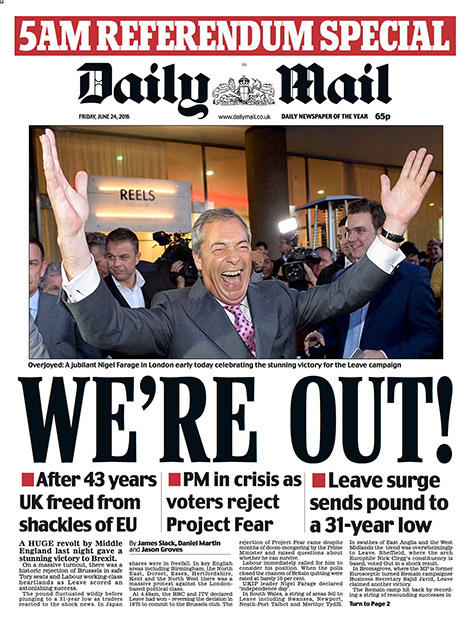 5AM REFERENDUM SPECIAL
Daily Mail
FRIDAY, JUNE 24, 2016
www.dailymail.co.uk
DAILY NEWSPAPER OF THE YEAR
65p
REELS
Overjoyed: A jubilant Nigel Farage in London early today celebrating the stunning victory for the Leave campaign
WE'RE OUT!
After 43 years
UK freed from
shackles of EU
PM in crisis as
voters reject
Project Fear
Leave surge
sends pound to
a 31-year low
A HUGE revolt by Middle
England last night gave a
stunning victory to Brexit.
On a massive turnout, there was a
historic rejection of Brussels in safe
Tory seats and Labour working-class
heartlands as Leave scored an
astonishing success.
The pound fluctuated wildly before
plunging to a 31-year low as traders
reacted to the shock news. In Japan
By James Slack, Daniel Martin
and Jason Groves
shares were in freefall. In key English
areas including Birmingham, the North
East, Dorset, Essex, Hertfordshire,
Kent and the North West there was a
massive protest against the London-
based political class.
At 4.40am, the BBC and ITV declared
Leave had won – reversing the decision in
1975 to commit to the Brussels club. The
rejection of Project Fear came despite
months of doom-mongering by the Prime
Minister and raised questions about
whether he can survive.
Labour immediately called for him to
consider his position. When the polls
closed the chances of Britain quitting were
rated at barely 10 per cent.
UKIP leader Nigel Farage declared
'independence day'.
In South Wales, a string of areas fell to
Leave including Swansea, Newport,
Neath-Port Talbot and Merthyr Tydfil.
In swathes of East Anglia and the West
Midlands the trend was overwhelmingly
to Leave. Sheffield, where the arch
Europhile Nick Clegg's constituency is
based, voted Out in a shock result.
In Bromsgrove, where the MP is former
Eurosceptic turned Remain campaigner
Business Secretary Sajid Javid, Leave
claimed another victory.
The Remain camp hit back by record-
ing a string of resounding successes in
Turn to Page 2